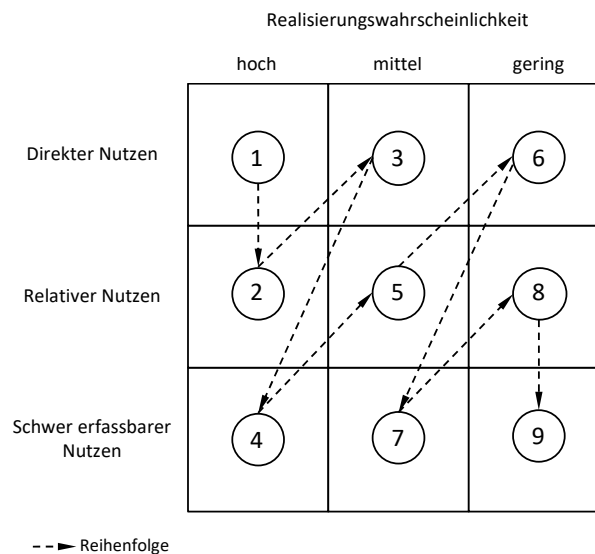 Realisierungswahrscheinlichkeit
hoch mittel gering
Direkter Nutzen 1 3 6
Relativer Nutzen 2 5 8
Schwer erfassbarer
Nutzen 4 7 9
Reihenfolge